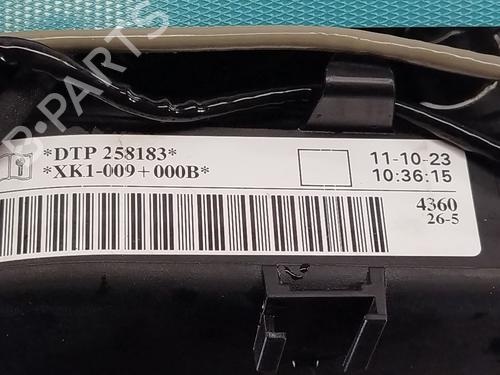 *DTP 258183*
*XK1-009+000B*
11-10-23
10:36:15
4360
26-5
B-PARTS